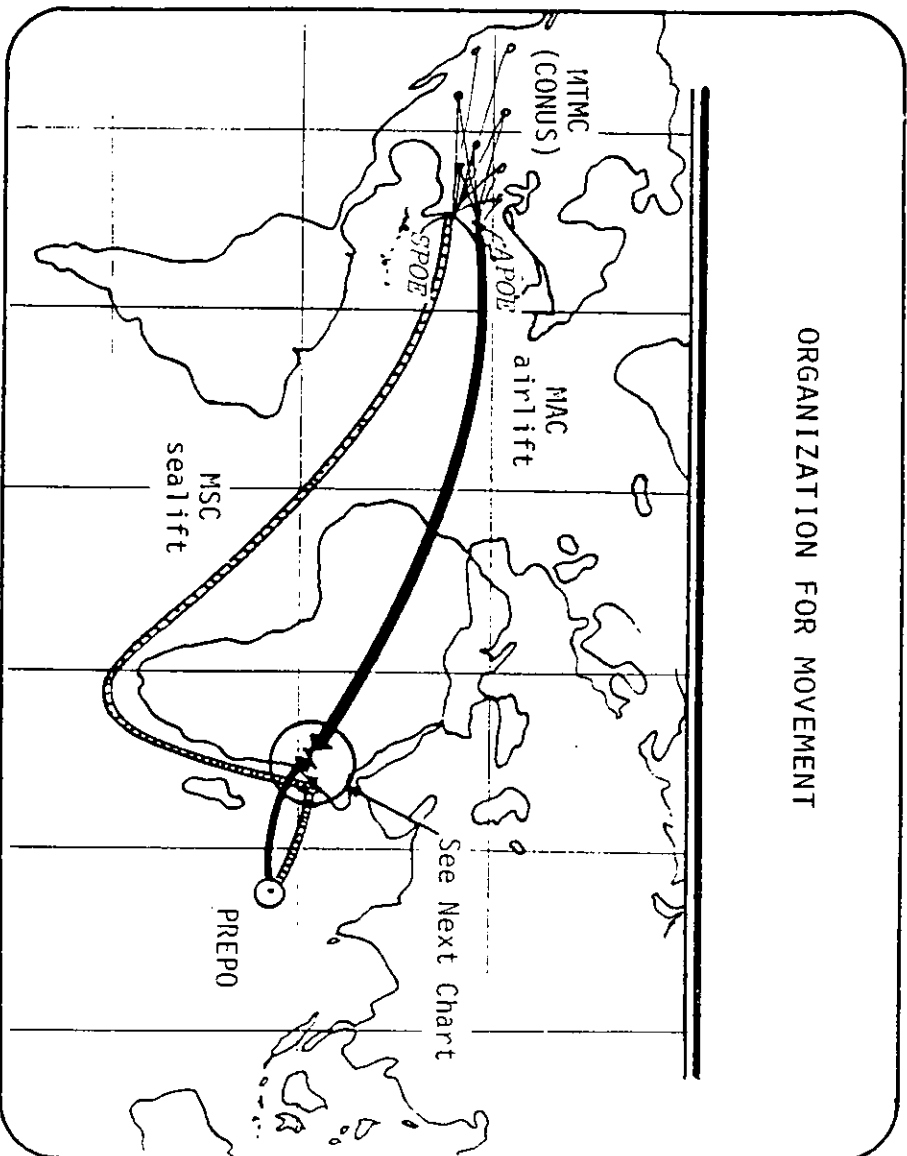 ORGANIZATION FOR MOVEMENT
MTMC
(CONUS)
APOE
SPOE
MAC
airlift
MSC
sealift
See Next Chart
PREPO